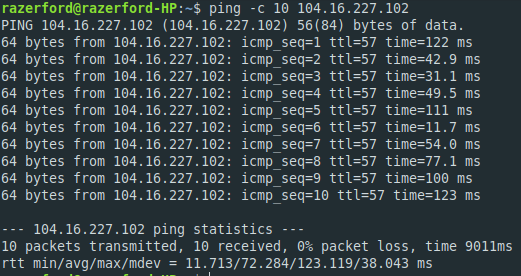 razerford@razerford-HP:~$ ping -c 10 104.16.227.102
PING 104.16.227.102 (104.16.227.102) 56(84) bytes of data.
64 bytes from 104.16.227.102: icmp_seq=1 ttl=57 time=122 ms
64 bytes from 104.16.227.102: icmp_seq=2 ttl=57 time=42.9 ms
64 bytes from 104.16.227.102: icmp_seq=3 ttl=57 time=31.1 ms
64 bytes from 104.16.227.102: icmp_seq=4 ttl=57 time=49.5 ms
64 bytes from 104.16.227.102: icmp_seq=5 ttl=57 time=111 ms
64 bytes from 104.16.227.102: icmp_seq=6 ttl=57 time=11.7 ms
64 bytes from 104.16.227.102: icmp_seq=7 ttl=57 time=54.0 ms
64 bytes from 104.16.227.102: icmp_seq=8 ttl=57 time=77.1 ms
64 bytes from 104.16.227.102: icmp_seq=9 ttl=57 time=100 ms
64 bytes from 104.16.227.102: icmp_seq=10 ttl=57 time=123 ms
--- 104.16.227.102 ping statistics ---
10 packets transmitted, 10 received, 0% packet loss, time 9011ms
rtt min/avg/max/mdev = 11.713/72.284/123.119/38.043 ms